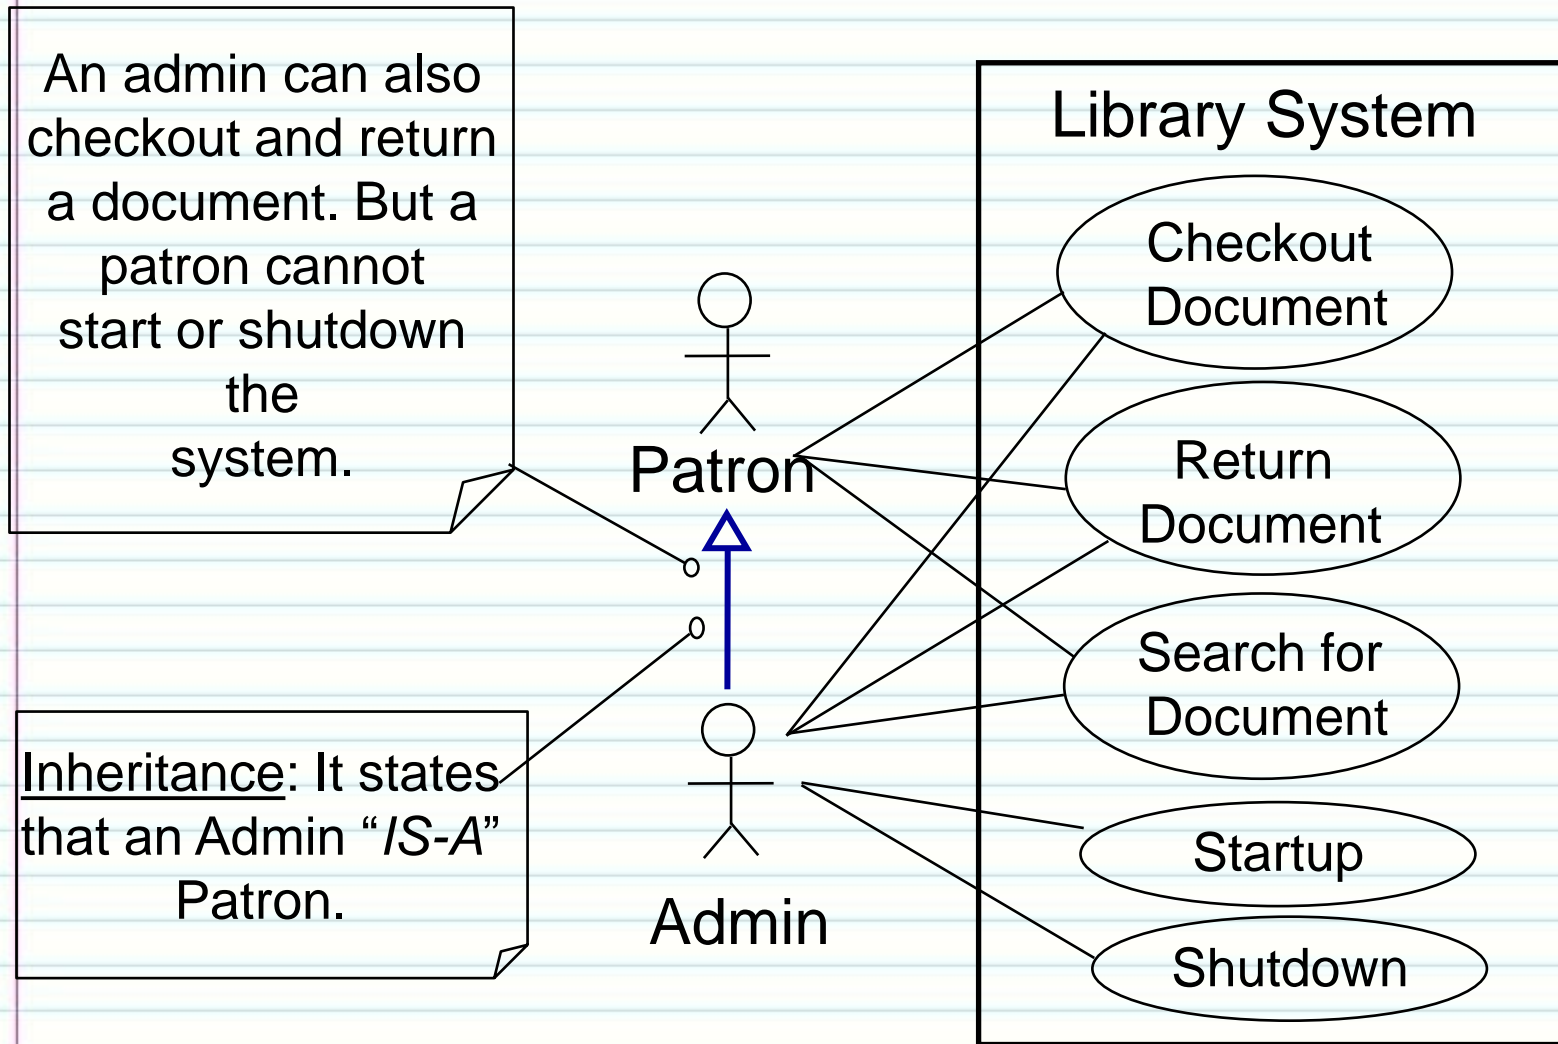 An admin can also
checkout and return
a document. But a
patron cannot
start or shutdown
the
system.
Library System
Checkout
Document
Return
Document
Search for
Document
Startup
Shutdown
Patron
Admin
Inheritance: It states
that an Admin “IS-A”
Patron.